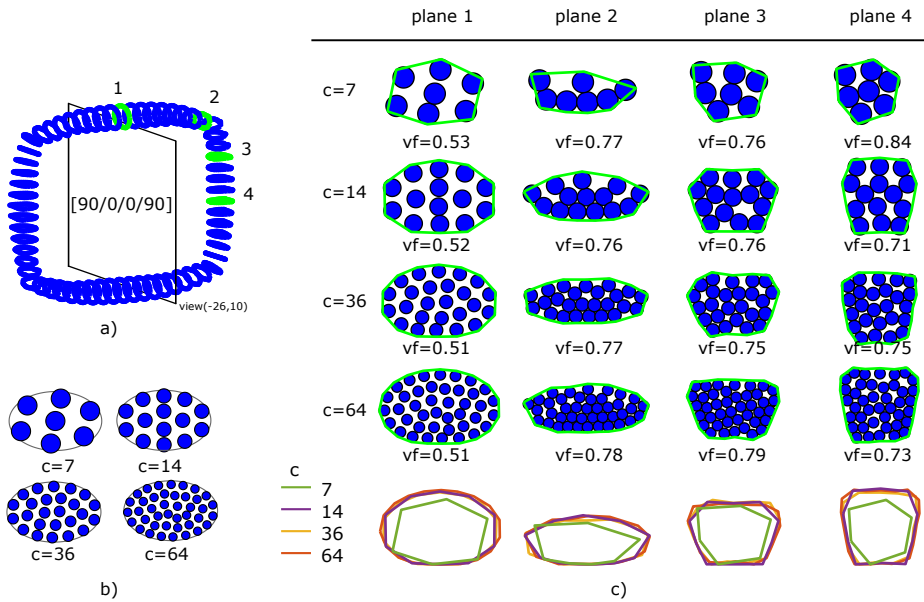 plane 1 plane 2 plane 3 plane 4
c=7
vf=0.53 vf=0.77 vf=0.76 vf=0.84
c=14
vf=0.52 vf=0.76 vf=0.76 vf=0.71
c=36
vf=0.51 vf=0.77 vf=0.75 vf=0.75
c=64
vf=0.51 vf=0.78 vf=0.79 vf=0.73
1
2
3
4
[90/0/0/90]
view(-26,10)
a)
c=7 c=14
c=36 c=64
b)
c
7
14
36
64
c)